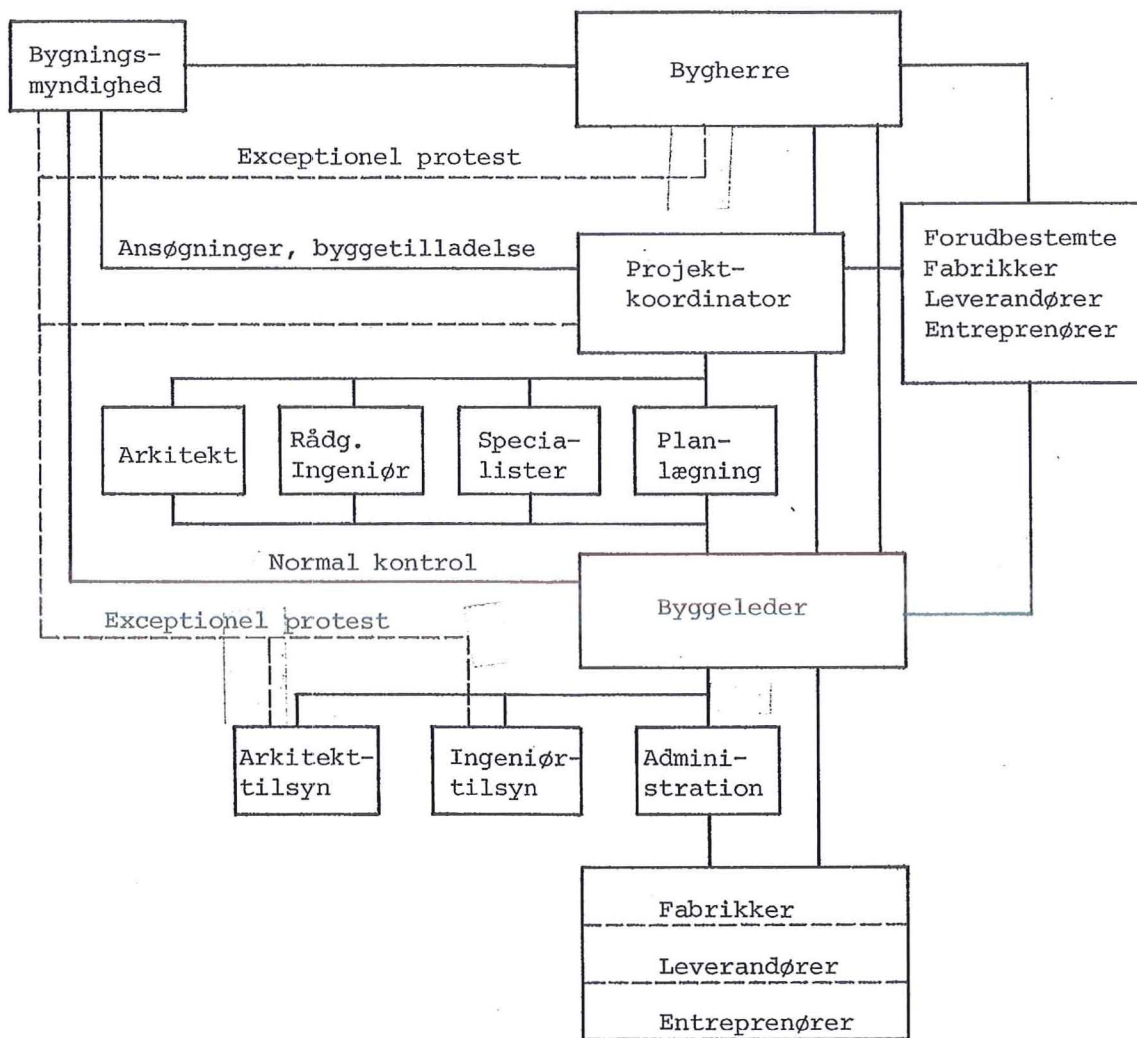 Bygnings-
myndighed
Bygherre
Exceptionel protest
Ansøgninger, byggetilladelse
Projekt-
koordinator
Forudbestemte
Fabrikker
Leverandører
Entreprenører
Arkitekt
Rådg.
Ingeniør
Specia-
lister
Plan-
lægning
Normal kontrol
Byggeleder
Exceptionel protest
Arkitekt-
tilsyn
Ingeniør-
tilsyn
Admini-
stration
Fabrikker
Leverandører
Entreprenører